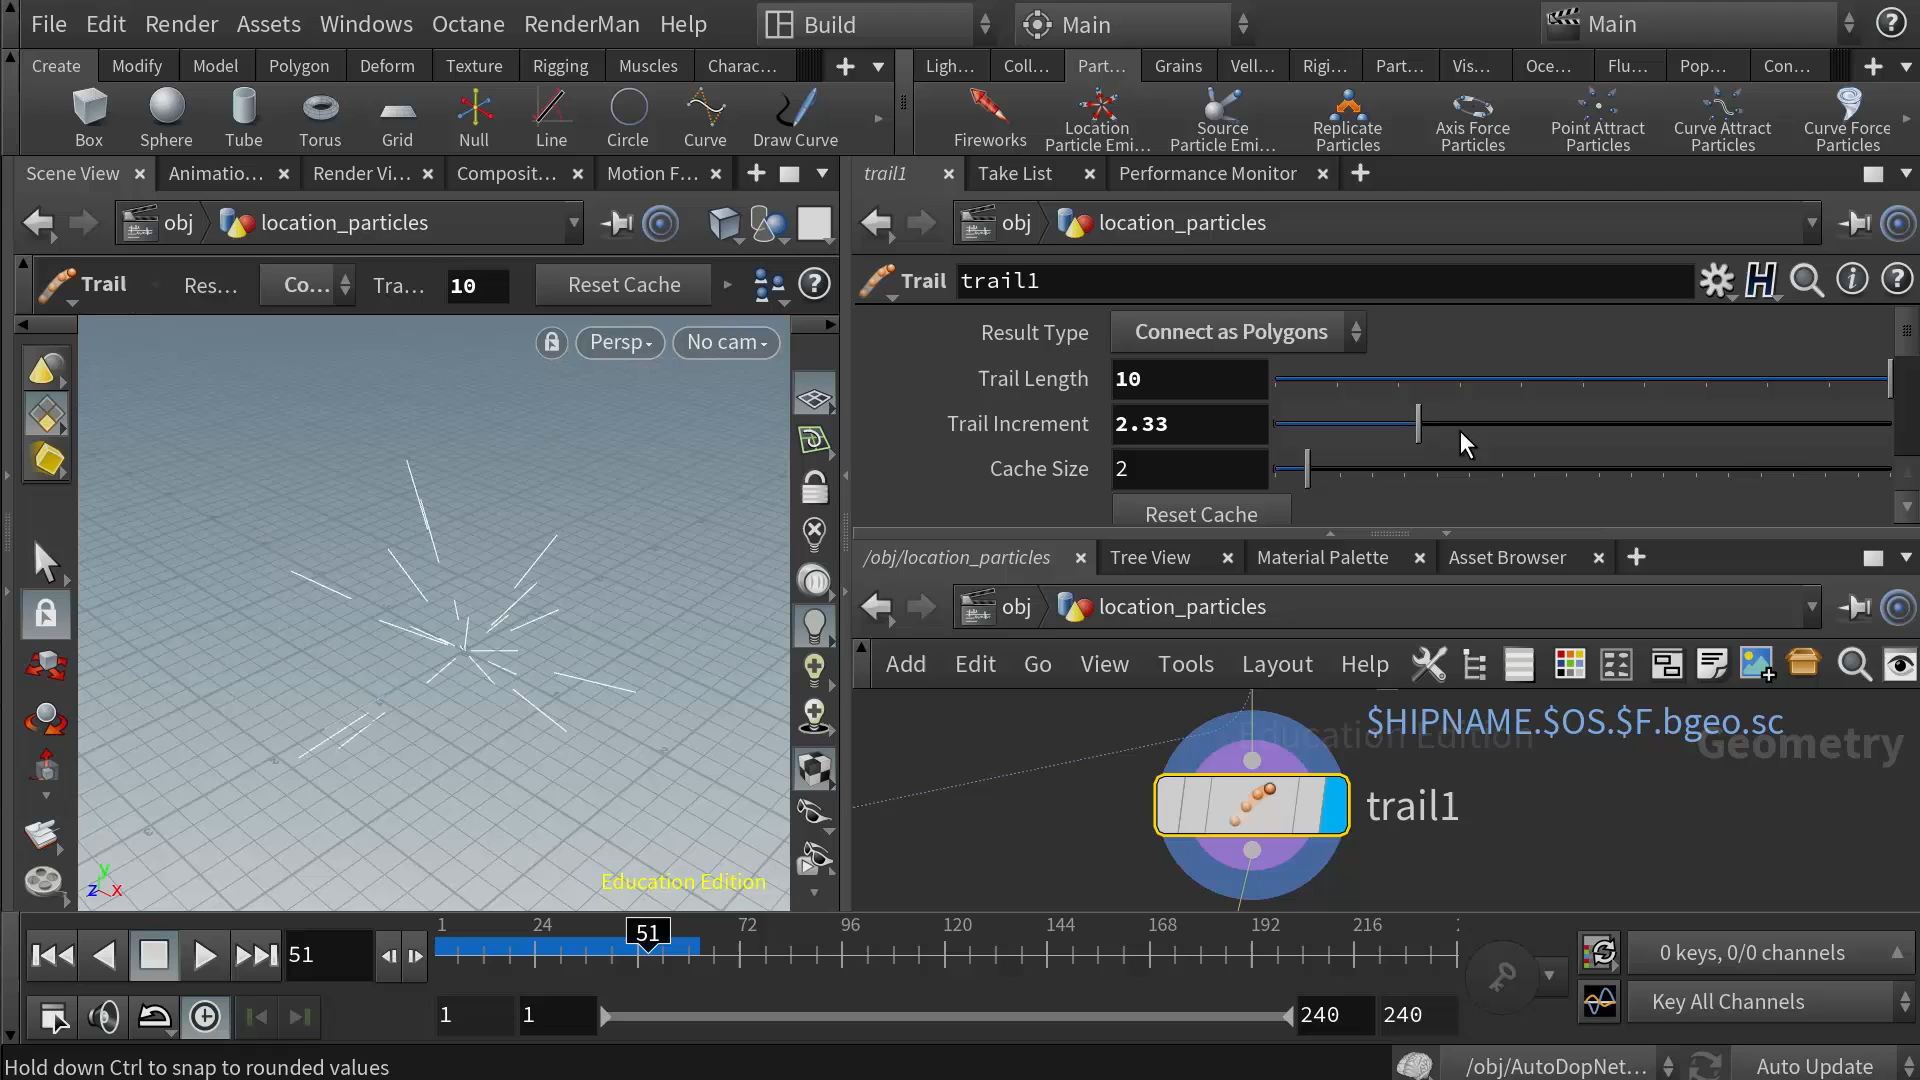 File Edit Render Assets Windows Octane RenderMan Help Build Main Main
Create Modify Model Polygon Deform Texture Rigging Muscles Charac...
Ligh... Coll... Part... Grains Vell... Rigi... Part... Vis... Oce... Flu... Pop... Con...
Box Sphere Tube Torus Grid Null Line Circle Curve Draw Curve
Fireworks
Location Particle Emi...
Source Particle Emi...
Replicate Particles
Axis Force Particles
Point Attract Particles
Curve Attract Particles
Curve Force Particles
Scene View Animatio... Render Vi... Composit... Motion F...
trail1 Take List Performance Monitor
obj location_particles
obj location_particles
Trail Res... Co... Tra... 10 Reset Cache
Trail trail1
Persp No cam
Result Type Connect as Polygons
Trail Length 10
Trail Increment 2.33
Cache Size 2
Reset Cache
/obj/location_particles Tree View Material Palette Asset Browser
obj location_particles
Add Edit Go View Tools Layout Help
$HIPNAME.$OS.$F.bgeo.sc
Education Edition
Geometry
trail1
y
z x
Education Edition
1 24 51 72 96 120 144 168 192 216
51
0 keys, 0/0 channels
1 1 240 240
Key All Channels
Hold down Ctrl to snap to rounded values
/obj/AutoDopNet... Auto Update